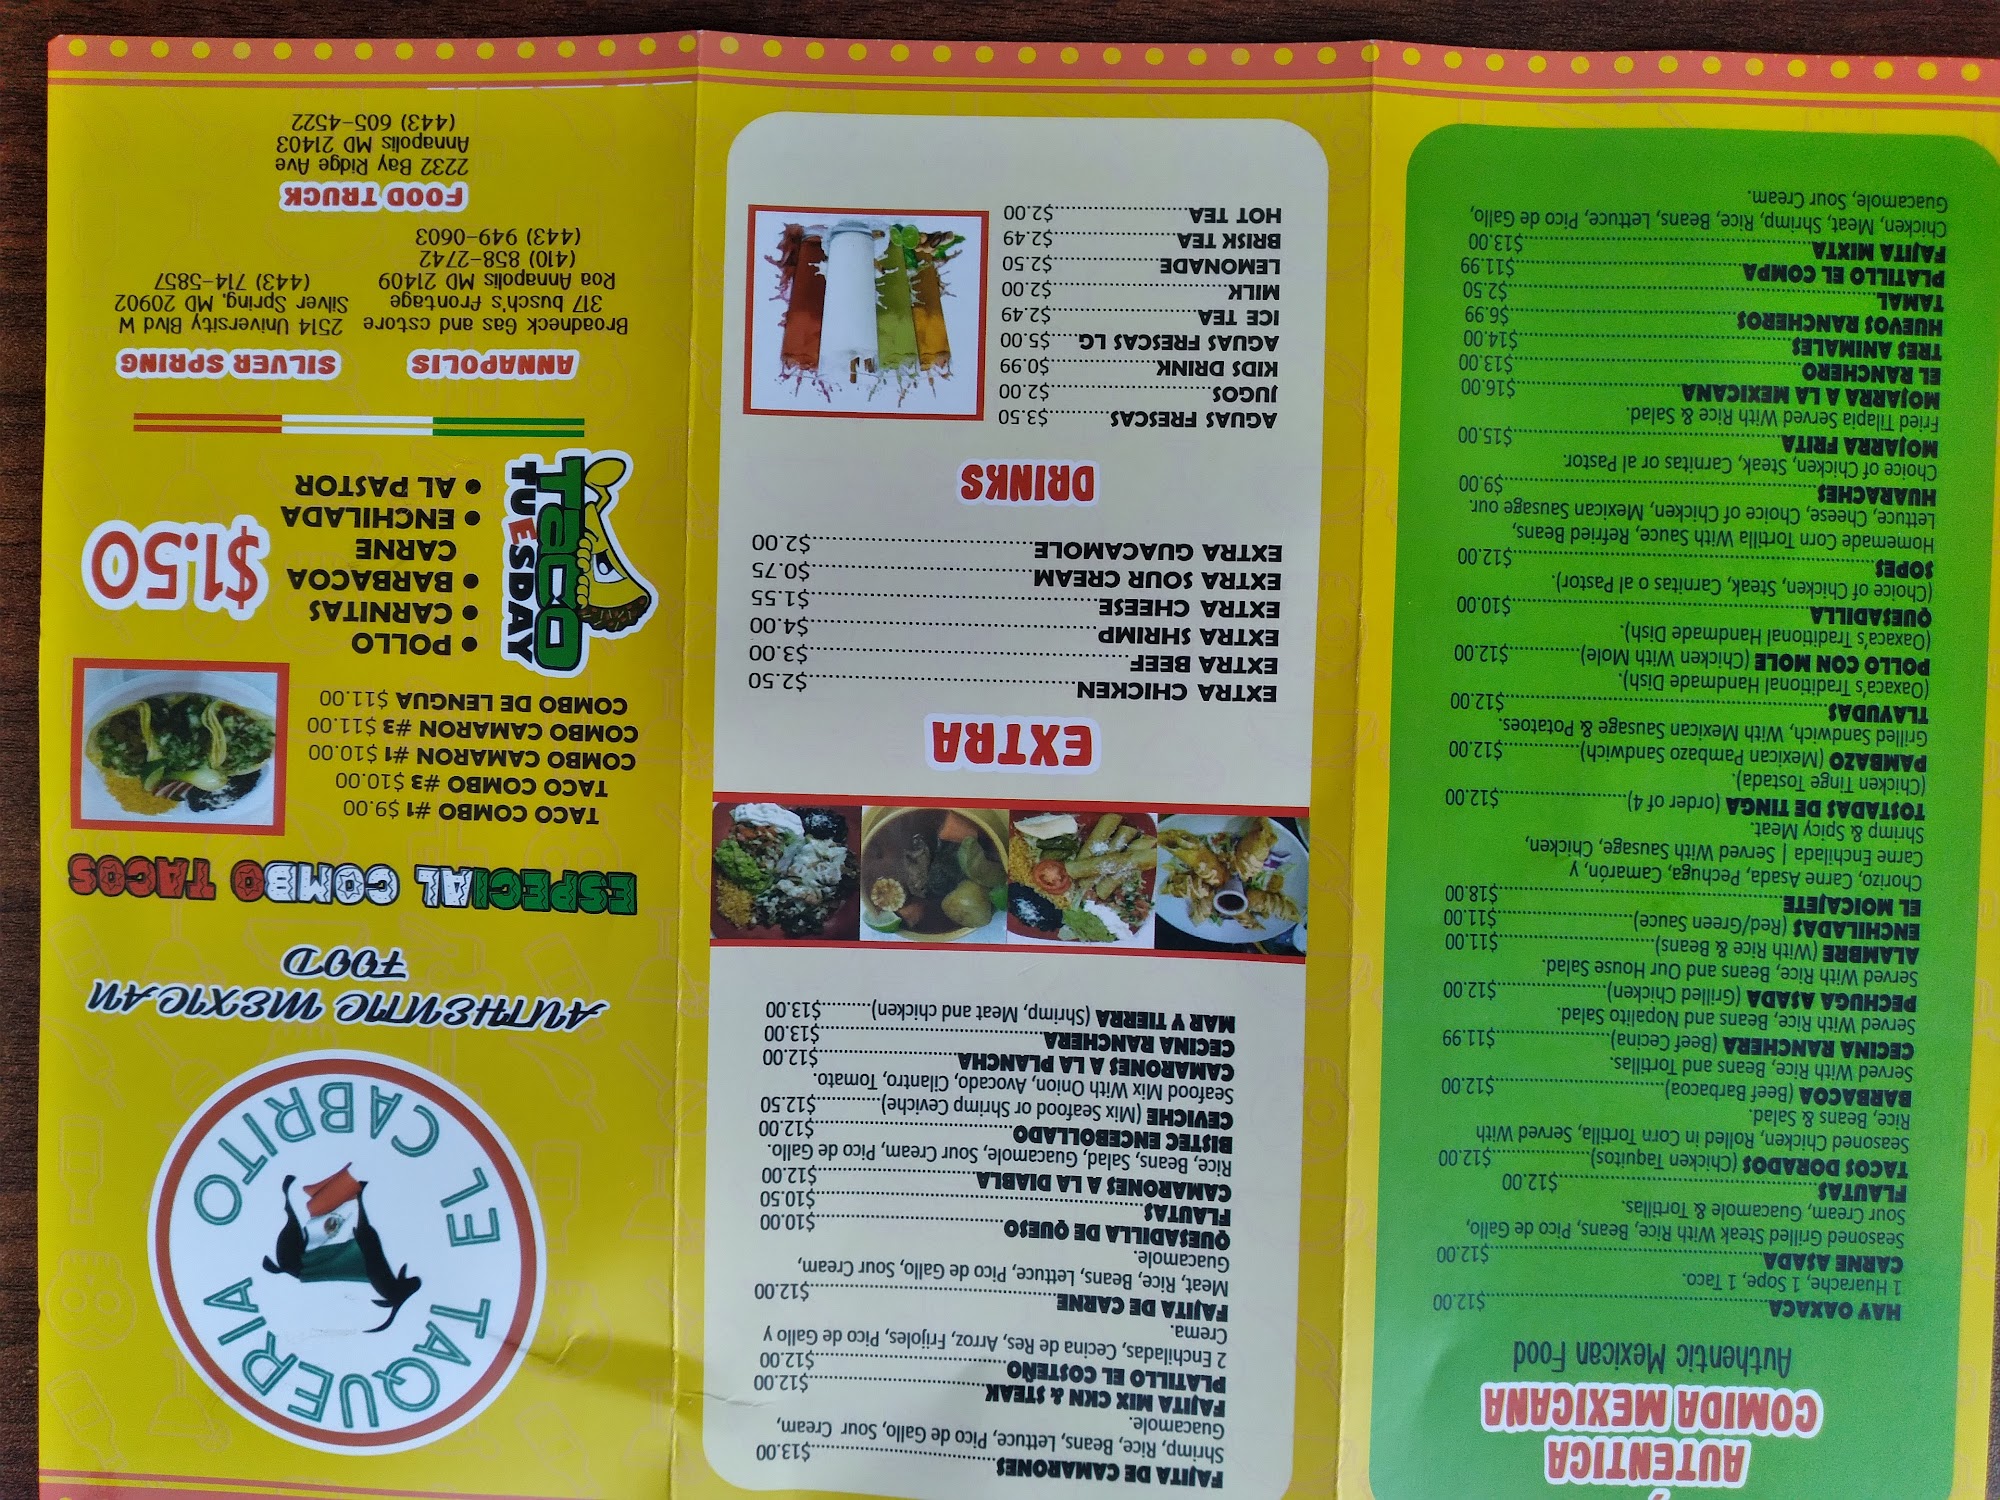 AUTÉNTICA
COMIDA MEXICANA
Authentic Mexican Food
HAY OAXACA $12.00
1 Huarache, 1 Sope, 1 Taco.
CARNE ASADA $12.00
Seasoned Grilled Steak With Rice, Beans, Pico de Gallo
Sour Cream, Guacamole & Tortillas.
FLAUTAS $12.00
TACOS DORADOS (Chicken Taquitos) $12.00
Seasoned Chicken, Rolled in Corn Tortilla, Served With
Rice, Beans & Salad.
BARBACOA (Beef Barbacoa) $12.00
Served With Rice, Beans and Tortillas.
CECINA RANCHERA (Beef Cecina) $11.99
Served With Rice, Beans and Nopalito Salad
PECHUGA ASADA (Grilled Chicken) $12.00
Served With Rice, Beans and Our House Salad.
ALAMBRE (With Rice & Beans) $11.00
ENCHILADAS (Red/Green Sauce) $11.00
EL MOICAJETE $18.00
Chorizo, Carne Asada, Pechuga, Camarón, y
Carne Enchilada | Served With Sausage, Chicken,
Shrimp & Spicy Meat.
TOSTADAS DE TINGA (order of 4) $12.00
(Chicken Tinge Tostada).
PAMBAZO (Mexican Pambazo Sandwich) $12.00
Grilled Sandwich, With Mexican Sausage & Potatoes.
TLAYUDAS $12.00
(Oaxaca's Traditional Handmade Dish).
POLLO CON MOLE (Chicken With Mole) $12.00
(Oaxaca's Traditional Handmade Dish).
QUESADILLA $10.00
(Choice of Chicken, Steak, Carnitas o al Pastor).
SOPES $12.00
Homemade Corn Tortilla With Sauce, Refried Beans,
Lettuce, Cheese, Choice of Chicken, Mexican Sausage our.
HUARACHES $9.00
Choice of Chicken, Steak, Carnitas or al Pastor.
MOJARRA FRITA $15.00
Fried Tilapia Served With Rice & Salad.
MOJARRA A LA MEXICANA $16.00
EL RANCHERO $13.00
TRES ANIMALES $14.00
HUEVOS RANCHEROS $6.99
TAMAL $2.50
PLATILLO EL COMPA $11.99
FAJITA MIXTA $13.00
Chicken, Meat, Shrimp, Rice, Beans, Lettuce, Pico de Gallo,
Guacamole, Sour Cream.
FAJITA DE CAMARONES $13.00
Shrimp, Rice, Beans, Lettuce, Pico de Gallo, Sour Cream,
Guacamole.
FAJITA MIX CKN & STEAK $12.00
PLATILLO EL COSTEÑO $12.00
2 Enchiladas, Cecina de Res, Arroz, Frijoles, Pico de Gallo y
Crema.
FAJITA DE CARNE $12.00
Meat, Rice, Beans, Lettuce, Pico de Gallo, Sour Cream,
Guacamole.
QUESADILLA DE QUESO $10.00
FLAUTAS $10.50
CAMARONES A LA DIABLA $12.00
Rice, Beans, Salad, Guacamole, Sour Cream, Pico de Gallo.
BISTEC ENCEBOLLADO $12.00
CEVICHE (Mix Seafood or Shrimp Ceviche) $12.50
Seafood Mix With Onion, Avocado, Cilantro, Tomato.
CAMARONES A LA PLANCHA $12.00
CECINA RANCHERA $13.00
MAR Y TIERRA (Shrimp, Meat and chicken) $13.00
EXTRA
EXTRA CHICKEN $2.50
EXTRA BEEF $3.00
EXTRA SHRIMP $4.00
EXTRA CHEESE $1.55
EXTRA SOUR CREAM $0.75
EXTRA GUACAMOLE $2.00
DRINKS
AGUAS FRESCAS $3.50
JUGOS $2.00
KIDS DRINK $0.99
AGUAS FRESCAS LG $5.00
ICE TEA $2.49
MILK $2.00
LEMONADE $2.50
BRISK TEA $2.49
HOT TEA $2.00
EL TAQUERIA CABRITO
AUTHENTIC MEXICAN
FOOD
ESPECIAL COMBO TACOS
TACO COMBO #1 $9.00
TACO COMBO #3 $10.00
COMBO CAMARON #1 $10.00
COMBO CAMARON #3 $11.00
COMBO DE LENGUA $11.00
TACO
TUESDAY
• POLLO
• CARNITAS
• BARBACOA
CARNE
• ENCHILADA
• AL PASTOR
$1.50
ANNAPOLIS
Broadneck Gas and cstore
317 busch's frontage
Roa Annapolis MD 21409
(410) 858-2742
(443) 949-0603
SILVER SPRING
2514 University Blvd W
Silver Spring, MD 20902
(443) 714-5857
FOOD TRUCK
2232 Bay Ridge Ave
Annapolis MD 21403
(443) 605-4522